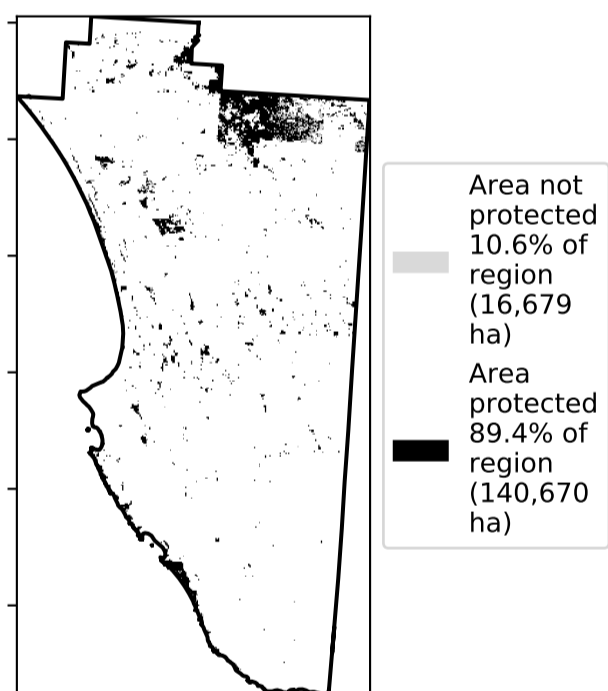 Area not
protected
10.6% of
region
(16,679
ha)
Area
protected
89.4% of
region
(140,670
ha)